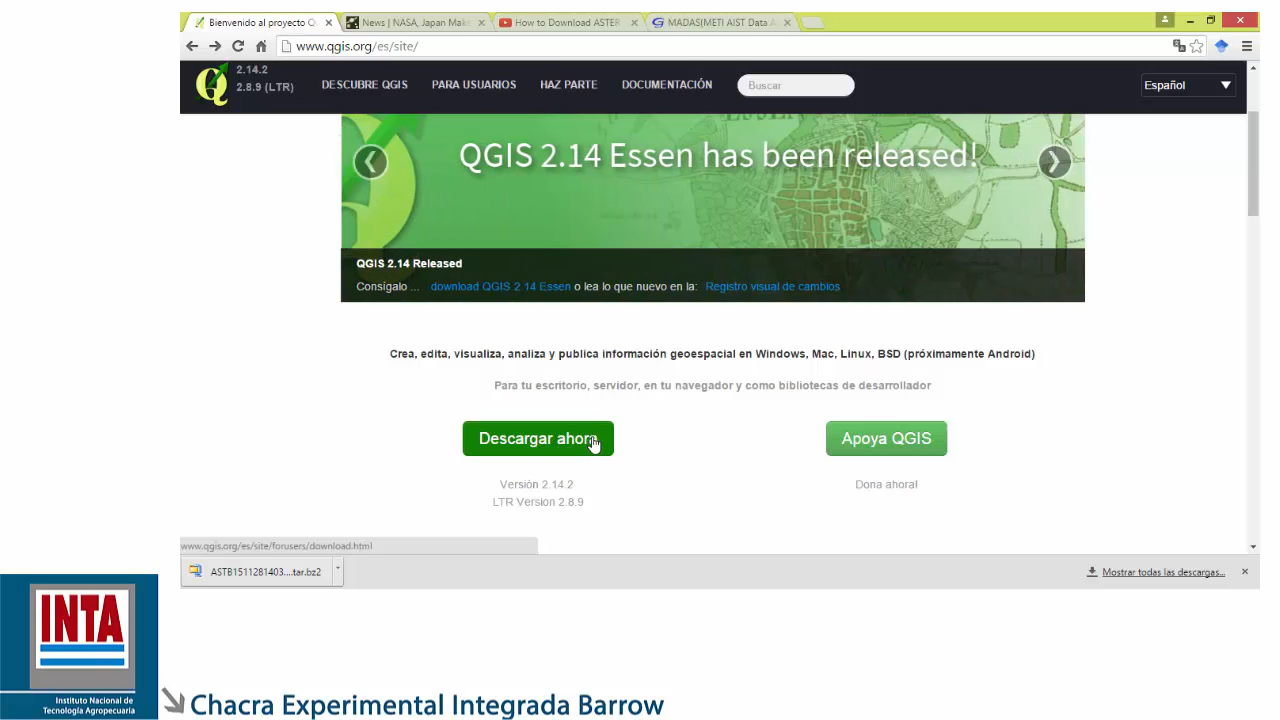 Bienvenido al proyecto Q
News | NASA, Japan Mak
How to Download ASTER
MADAS(METI AIST Data A
www.qgis.org/es/site/
2.14.2
2.8.9 (LTR)
DESCUBRE QGIS
PARA USUARIOS
HAZ PARTE
DOCUMENTACIÓN
Buscar
Español
QGIS 2.14 Essen has been released!
QGIS 2.14 Released
Consígalo ... download QGIS 2.14 Essen o lea lo que nuevo en la: Registro visual de cambios
Crea, edita, visualiza, analiza y publica información geoespacial en Windows, Mac, Linux, BSD (próximamente Android)
Para tu escritorio, servidor, en tu navegador y como bibliotecas de desarrollador
Descargar ahora
Apoya QGIS
Versión 2.14.2
Dona ahora!
LTR Version 2.8.9
www.qgis.org/es/site/forusers/download.html
ASTB1511281403....tar.bz2
Mostrar todas las descargas...
INTA
Instituto Nacional de
Tecnología Agropecuaria
Chacra Experimental Integrada Barrow